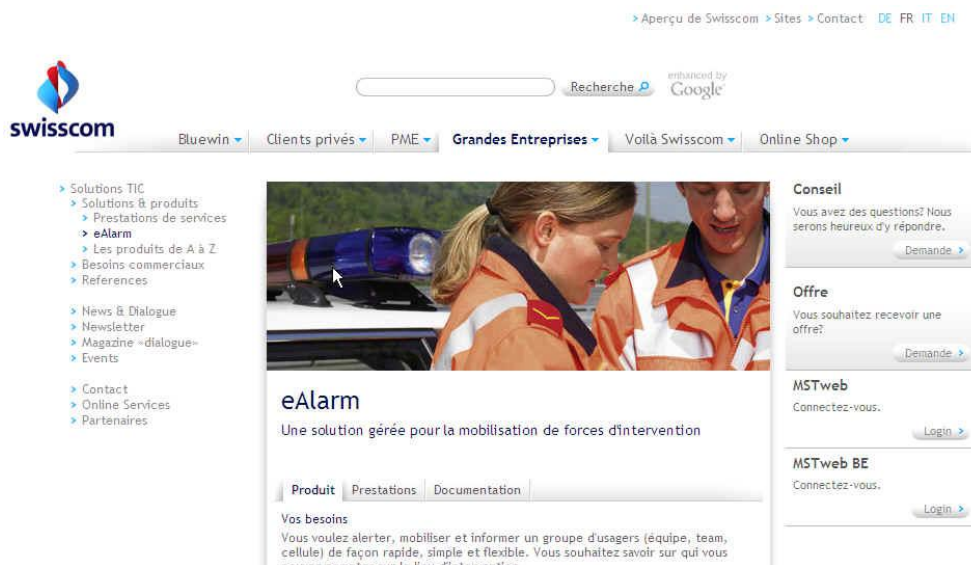 > Aperçu de Swisscom > Sites > Contact DE FR IT EN
Recherche
enhanced by
Google
swisscom
Bluewin Clients privés PME Grandes Entreprises Voilà Swisscom Online Shop
> Solutions TIC
> Solutions & produits
> Prestations de services
> eAlarm
> Les produits de A à Z
> Besoins commerciaux
> References
> News & Dialogue
> Newsletter
> Magazine «dialogue»
> Events
> Contact
> Online Services
> Partenaires
eAlarm
Une solution gérée pour la mobilisation de forces d'intervention
Produit Prestations Documentation
Vos besoins
Vous voulez alerter, mobiliser et informer un groupe d'usagers (équipe, team,
cellule) de façon rapide, simple et flexible. Vous souhaitez savoir sur qui vous
Conseil
Vous avez des questions? Nous
serons heureux d'y répondre.
Demande >
Offre
Vous souhaitez recevoir une
offre?
Demande >
MSTweb
Connectez-vous.
Login >
MSTweb BE
Connectez-vous.
Login >